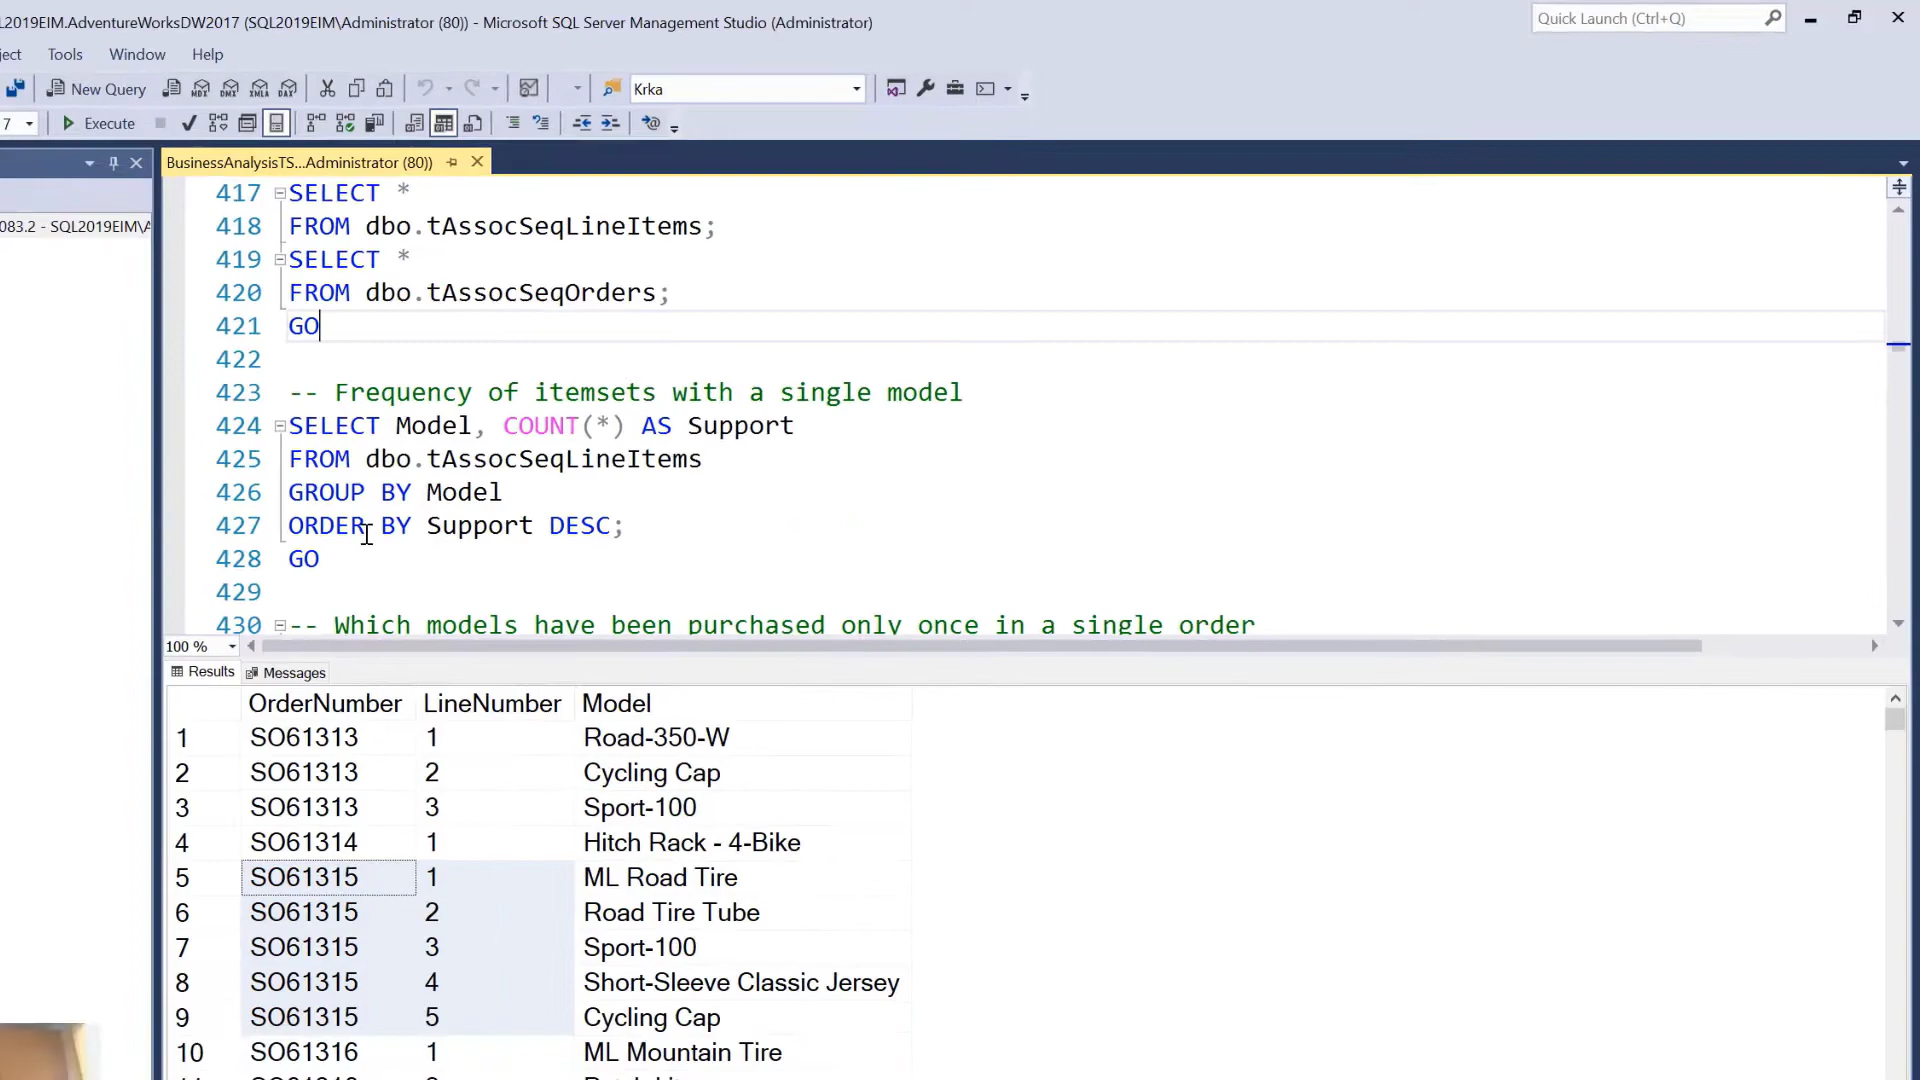 L2019EIM.AdventureWorksDW2017 (SQL2019EIM\Administrator (80)) - Microsoft SQL Server Management Studio (Administrator)
Quick Launch (Ctrl+Q)
ject Tools Window Help
New Query MDX DMX XMLA DAX Krka
7 Execute
BusinessAnalysisTS...Administrator (80))
083.2 - SQL2019EIM\A
417 SELECT *
418 FROM dbo.tAssocSeqLineItems;
419 SELECT *
420 FROM dbo.tAssocSeqOrders;
421 GO
422
423 -- Frequency of itemsets with a single model
424 SELECT Model, COUNT(*) AS Support
425 FROM dbo.tAssocSeqLineItems
426 GROUP BY Model
427 ORDER BY Support DESC;
428 GO
429
430 -- Which models have been purchased only once in a single order
100 %
Results Messages
OrderNumber LineNumber Model
1 SO61313 1 Road-350-W
2 SO61313 2 Cycling Cap
3 SO61313 3 Sport-100
4 SO61314 1 Hitch Rack - 4-Bike
5 SO61315 1 ML Road Tire
6 SO61315 2 Road Tire Tube
7 SO61315 3 Sport-100
8 SO61315 4 Short-Sleeve Classic Jersey
9 SO61315 5 Cycling Cap
10 SO61316 1 ML Mountain Tire